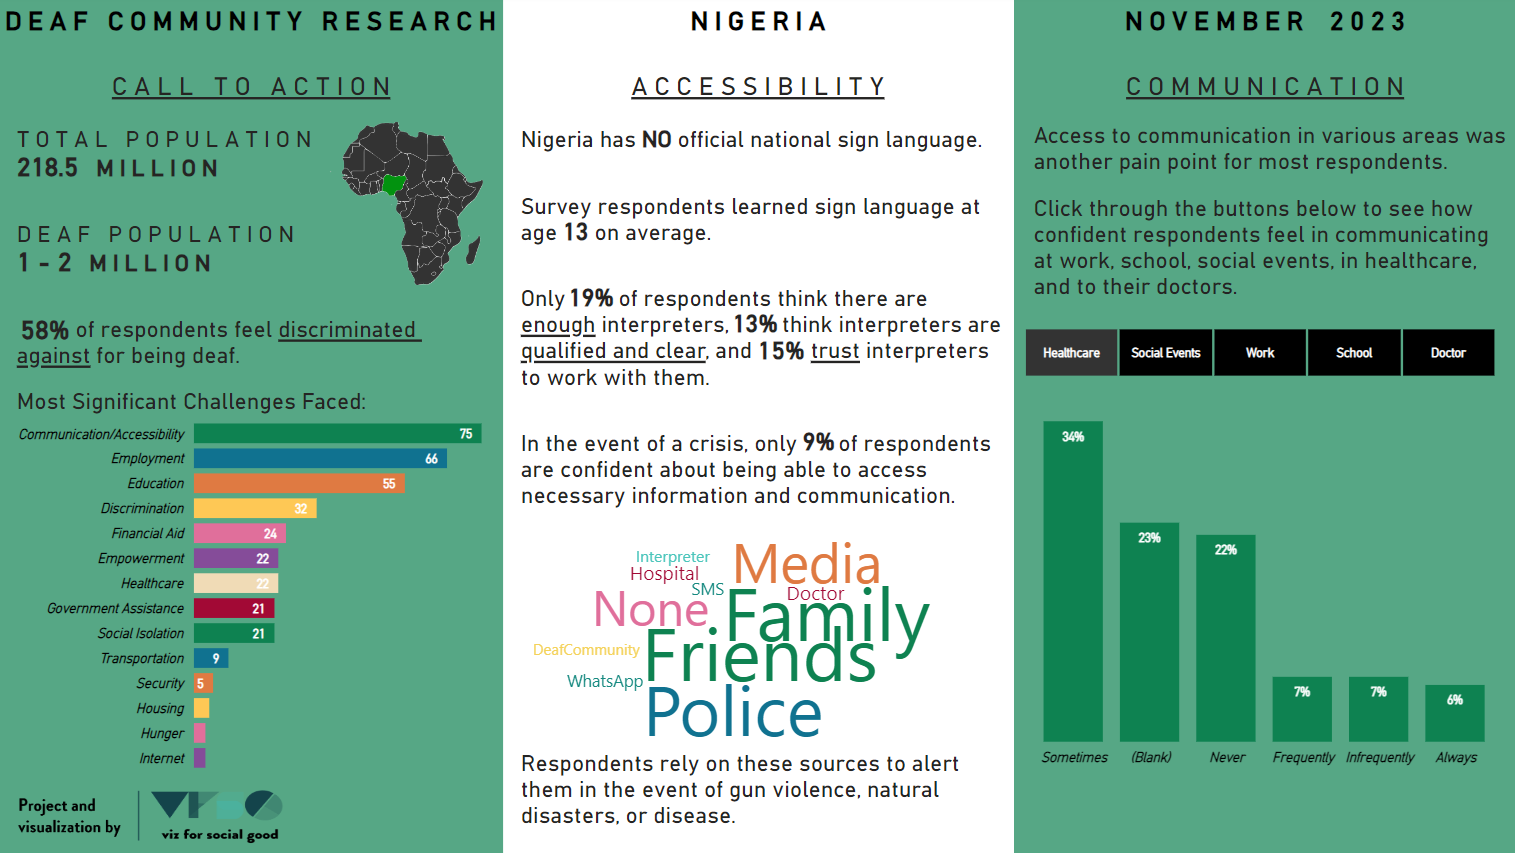 DEAF COMMUNITY RESEARCH
CALL TO ACTION
TOTAL POPULATION
218.5 MILLION
DEAF POPULATION
1 - 2 MILLION
58% of respondents feel discriminated
against for being deaf.
Most Significant Challenges Faced:
Communication/Accessibility 75
Employment 66
Education 55
Discrimination 32
Financial Aid 24
Empowerment 22
Healthcare 22
Government Assistance 21
Social Isolation 21
Transportation 9
Security 5
Housing
Hunger
Internet
Project and
visualization by
viz for social good
NIGERIA
ACCESSIBILITY
Nigeria has NO official national sign language.
Survey respondents learned sign language at
age 13 on average.
Only 19% of respondents think there are
enough interpreters, 13% think interpreters are
qualified and clear, and 15% trust interpreters
to work with them.
In the event of a crisis, only 9% of respondents
are confident about being able to access
necessary information and communication.
Interpreter
Media
Hospital
SMS
Doctor
None
Family
Friends
DeafCommunity
WhatsApp
Police
Respondents rely on these sources to alert
them in the event of gun violence, natural
disasters, or disease.
NOVEMBER 2023
COMMUNICATION
Access to communication in various areas was
another pain point for most respondents.
Click through the buttons below to see how
confident respondents feel in communicating
at work, school, social events, in healthcare,
and to their doctors.
Healthcare Social Events Work School Doctor
34% 23% 22% 7% 7% 6%
Sometimes (Blank) Never Frequently Infrequently Always